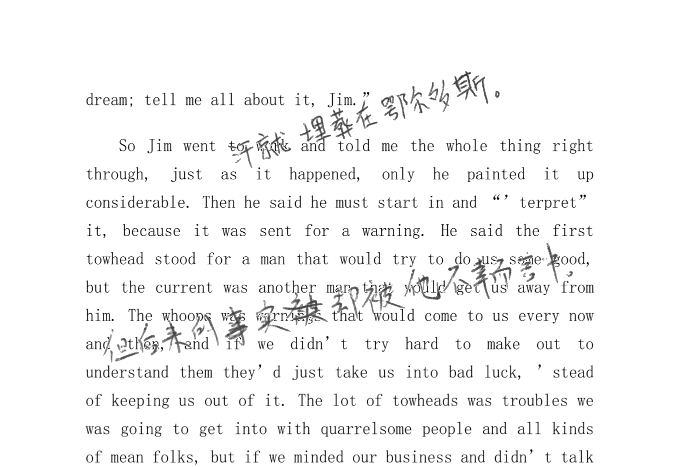 dream; tell me all about it, Jim.”
汗就埋葬在鄂尔多斯。
So Jim went to work and told me the whole thing right
through, just as it happened, only he painted it up
considerable. Then he said he must start in and “’terpret”
it, because it was sent for a warning. He said the first
towhead stood for a man that would try to do us some good,
but the current was another man that would get us away from
him. The whoops was warnings that would come to us every now
但后来的事实却被他不幸而言中。
and then, and if we didn’t try hard to make out to
understand them they’d just take us into bad luck, ’stead
of keeping us out of it. The lot of towheads was troubles we
was going to get into with quarrelsome people and all kinds
of mean folks, but if we minded our business and didn’t talk